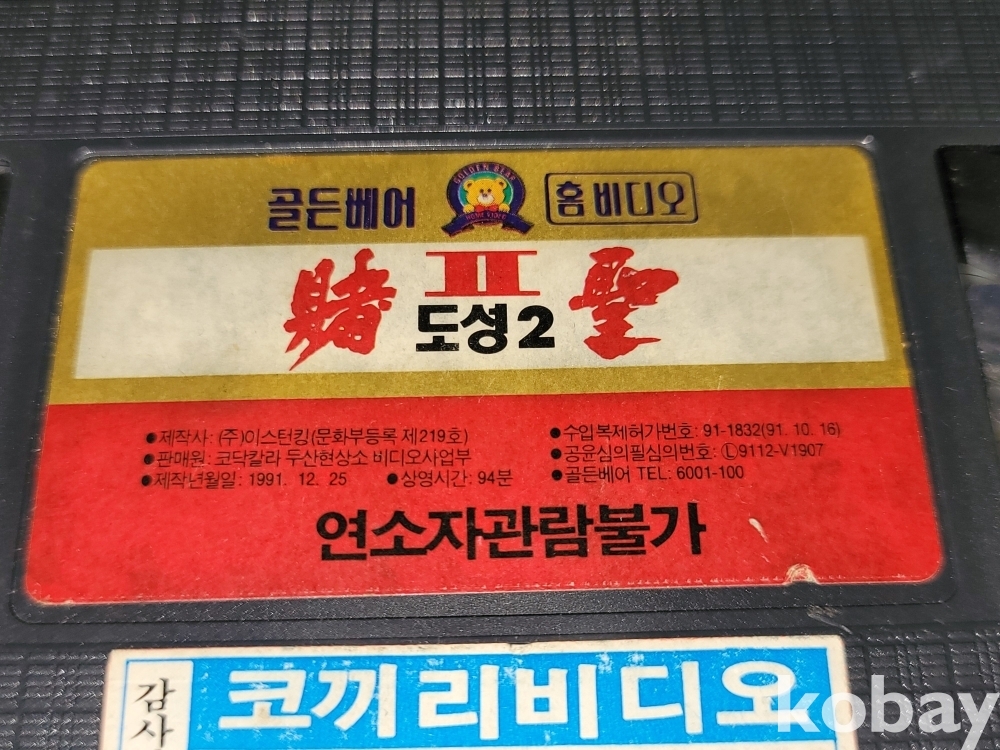 골든베어 GOLDEN BEAR HOME VIDEO 홈비디오
賭 II 聖
도성2
●제작사: (주)이스턴킹(문화부등록 제219호)
●판매원: 코닥칼라 두산현상소 비디오사업부
●제작년월일: 1991. 12. 25 ●상영시간: 94분
●수입복제허가번호: 91-1832(91. 10. 16)
●공윤심의필심의번호: Ⓛ9112-V1907
●골든베어 TEL: 6001-100
연소자관람불가
감사
코끼리비디오
kobay